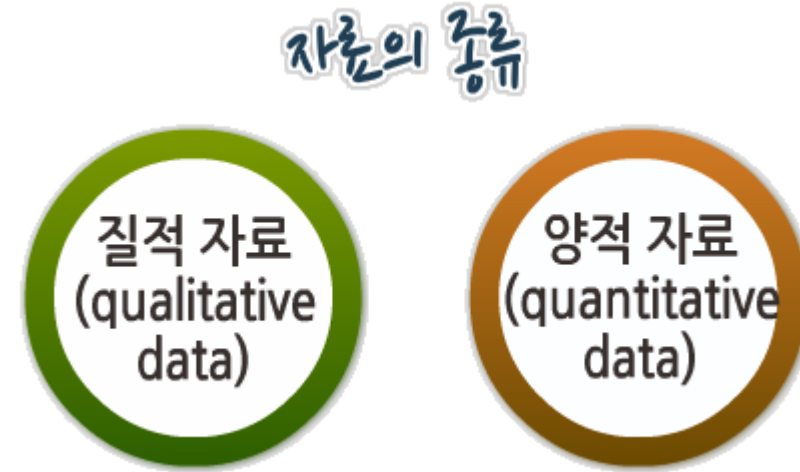 자료의 종류
질적 자료
(qualitative
data)
양적 자료
(quantitative
data)